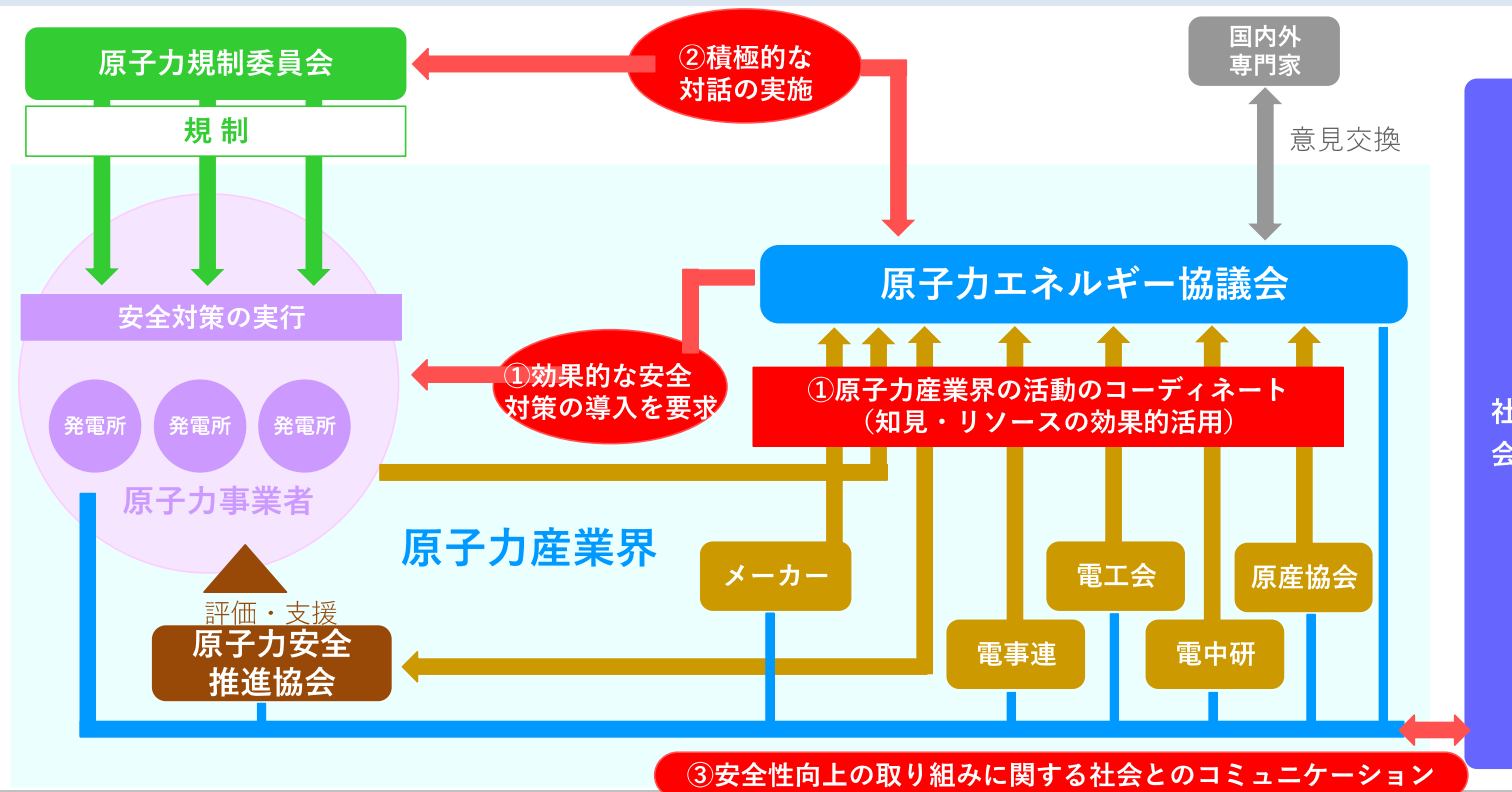 原子力規制委員会
②積極的な
対話の実施
国内外
専門家
規 制
意見交換
原子力エネルギー協議会
安全対策の実行
①効果的な安全
対策の導入を要求
①原子力産業界の活動のコーディネート
（知見・リソースの効果的活用）
社
会
発電所
発電所
発電所
原子力事業者
原子力産業界
メーカー
電工会
原産協会
評価・支援
原子力安全
推進協会
電事連
電中研
③安全性向上の取り組みに関する社会とのコミュニケーション